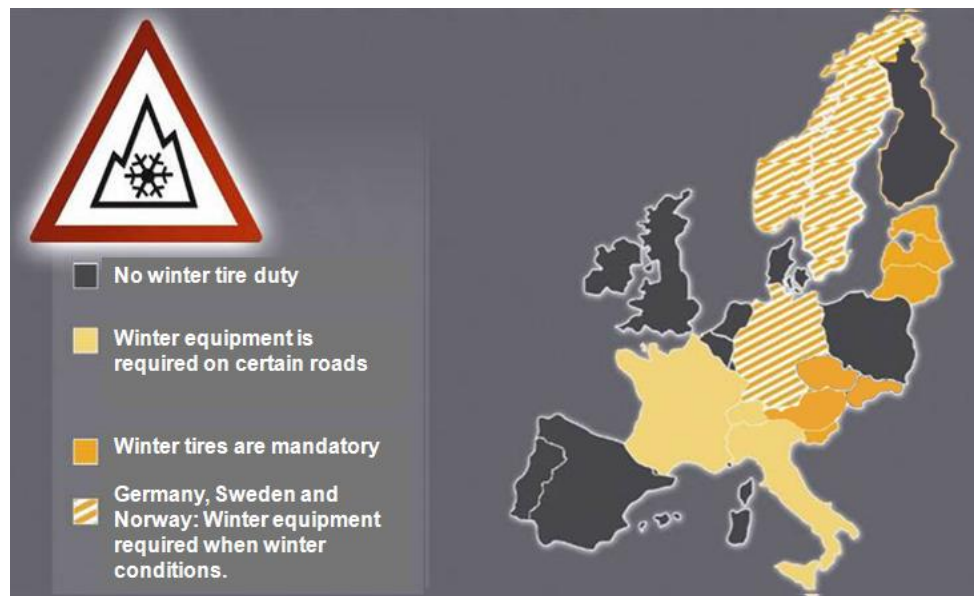 No winter tire duty
Winter equipment is
required on certain roads
Winter tires are mandatory
Germany, Sweden and
Norway: Winter equipment
required when winter
conditions.